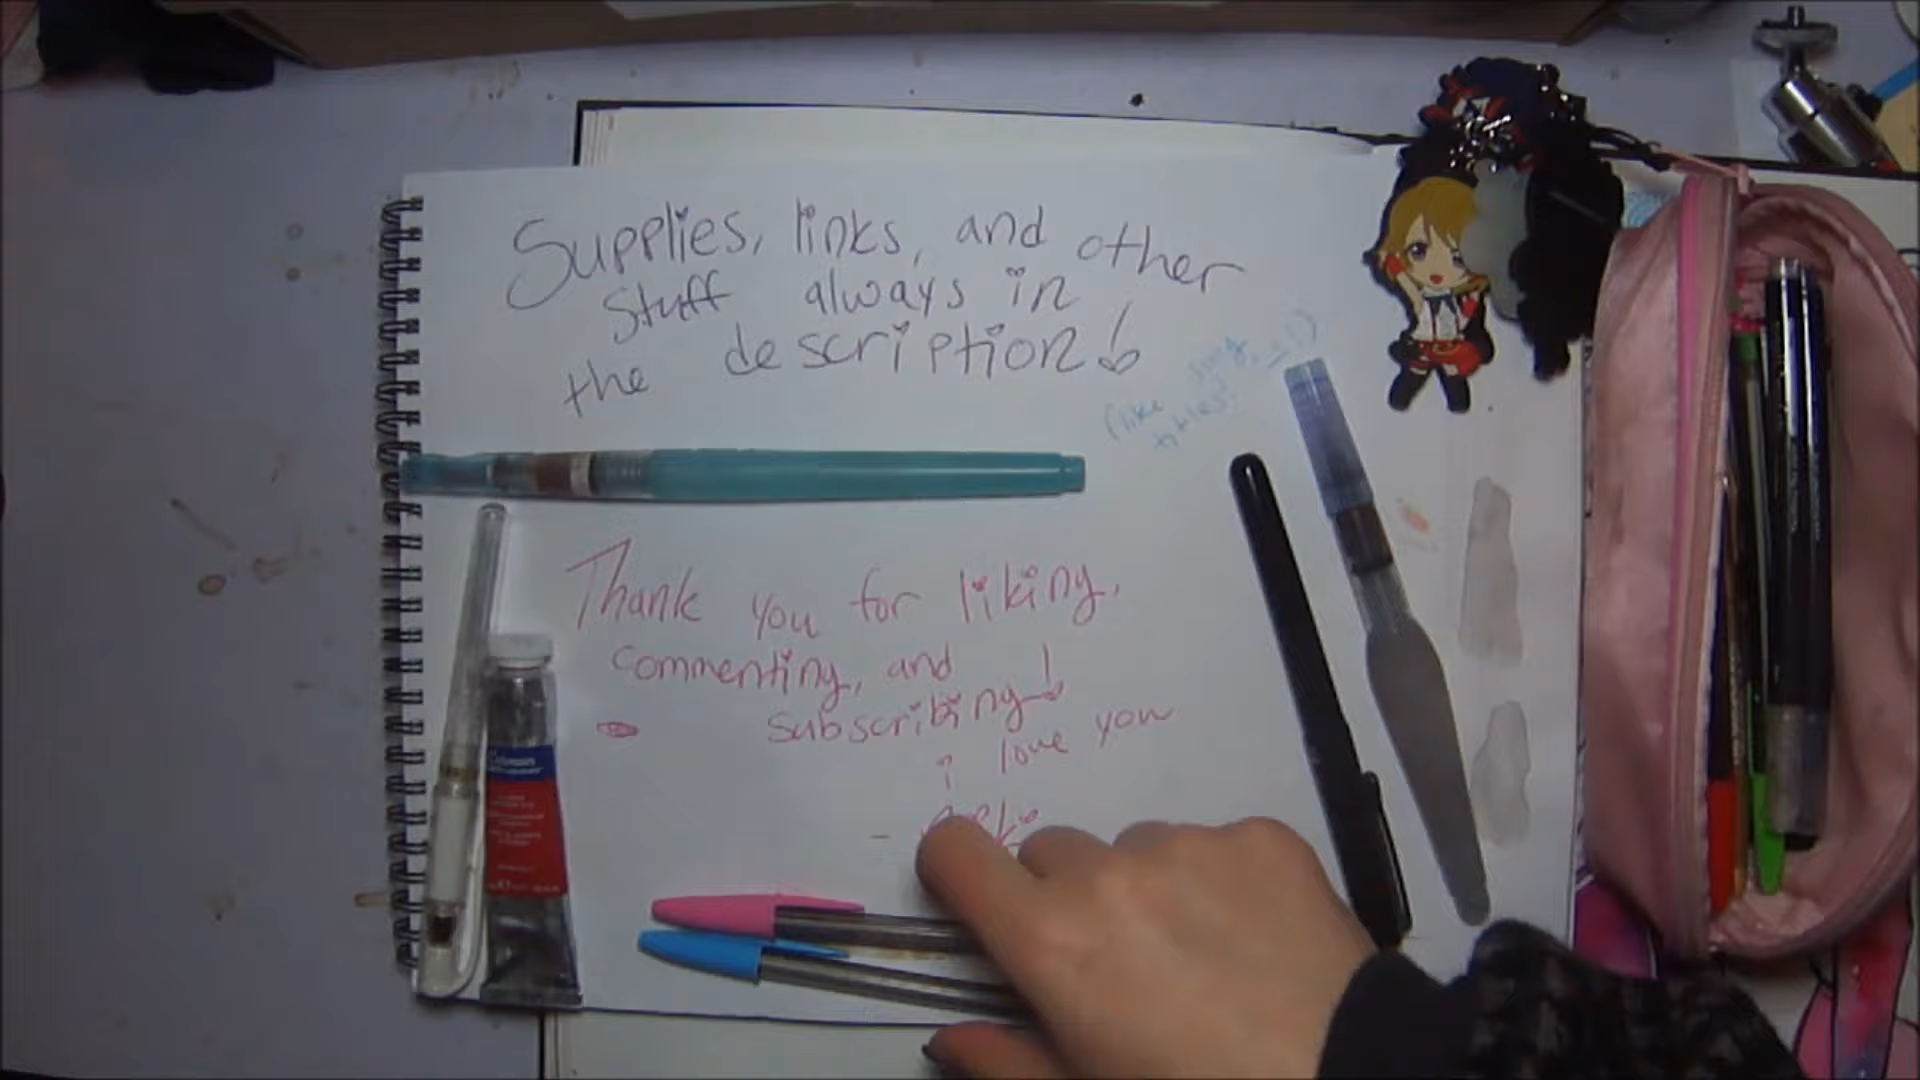 Supplies, links, and other
stuff always in
the description!
(like song
titles! =D)
Thank you for liking,
commenting, and
subscribing!
i love you